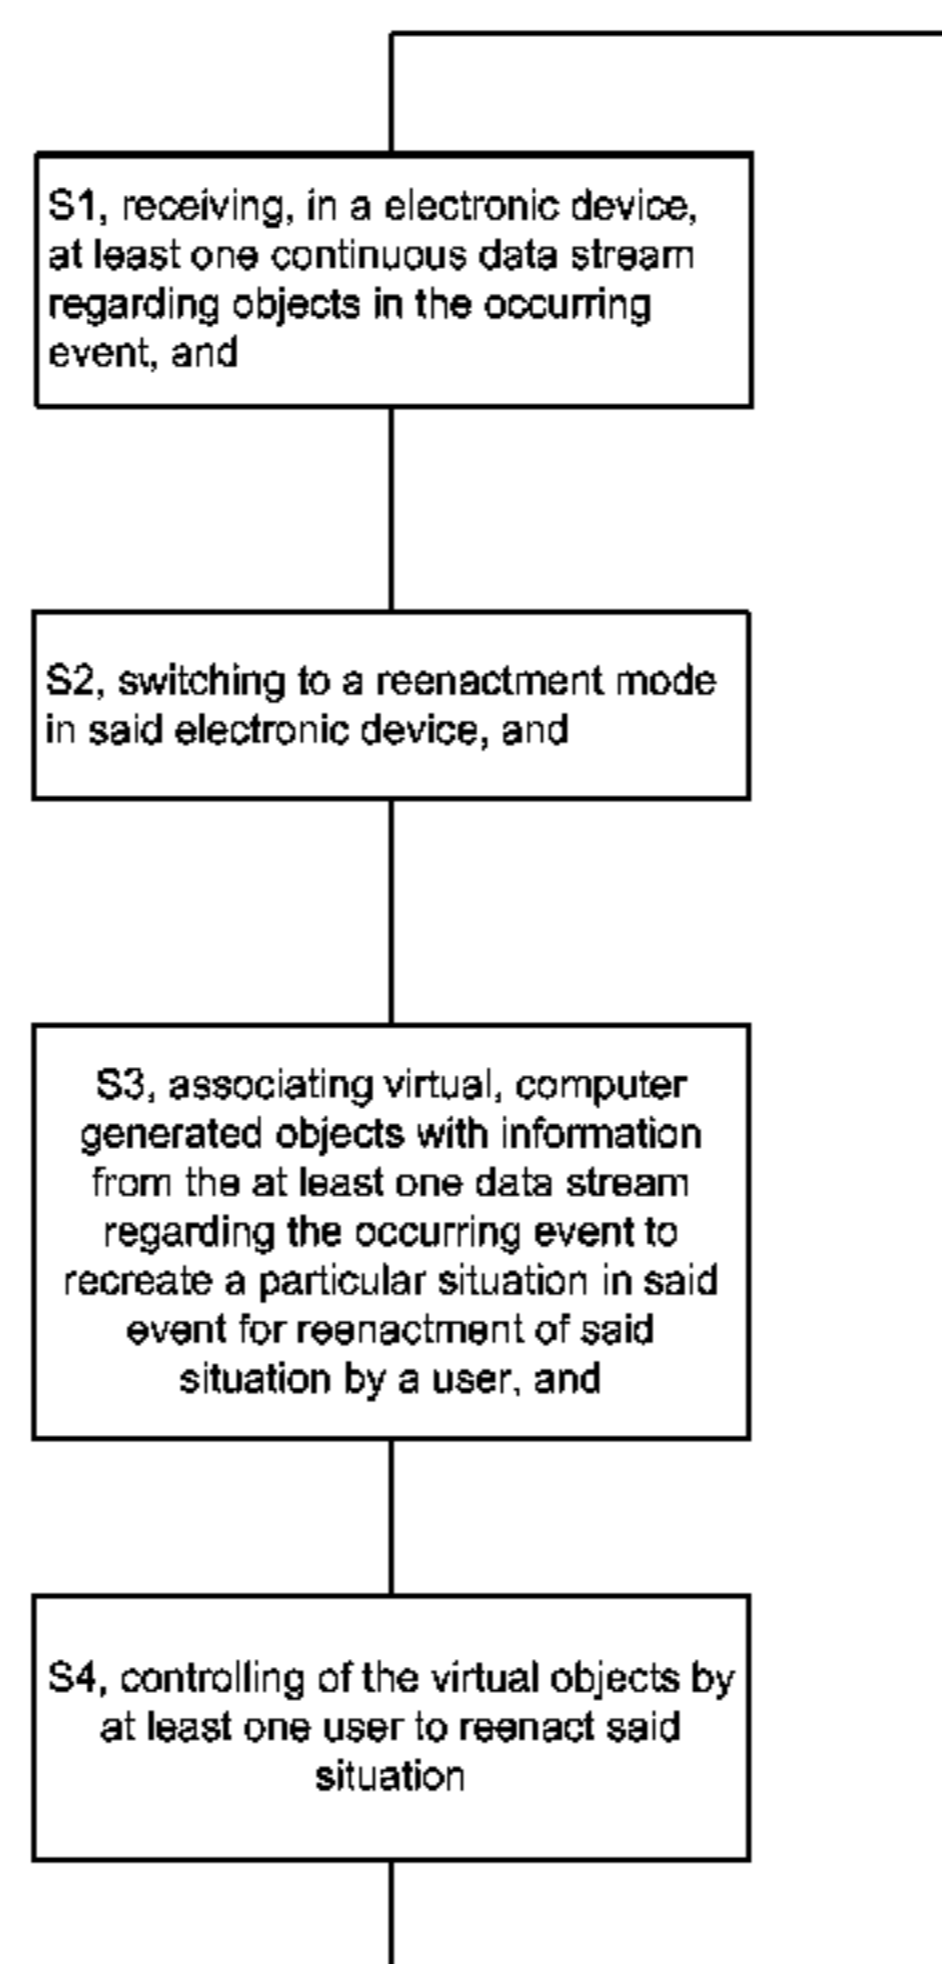 S1, receiving, in a electronic device,
at least one continuous data stream
regarding objects in the occurring
event, and
S2, switching to a reenactment mode
in said electronic device, and
S3, associating virtual, computer
generated objects with information
from the at least one data stream
regarding the occurring event to
recreate a particular situation in said
event for reenactment of said
situation by a user, and
S4, controlling of the virtual objects by
at least one user to reenact said
situation